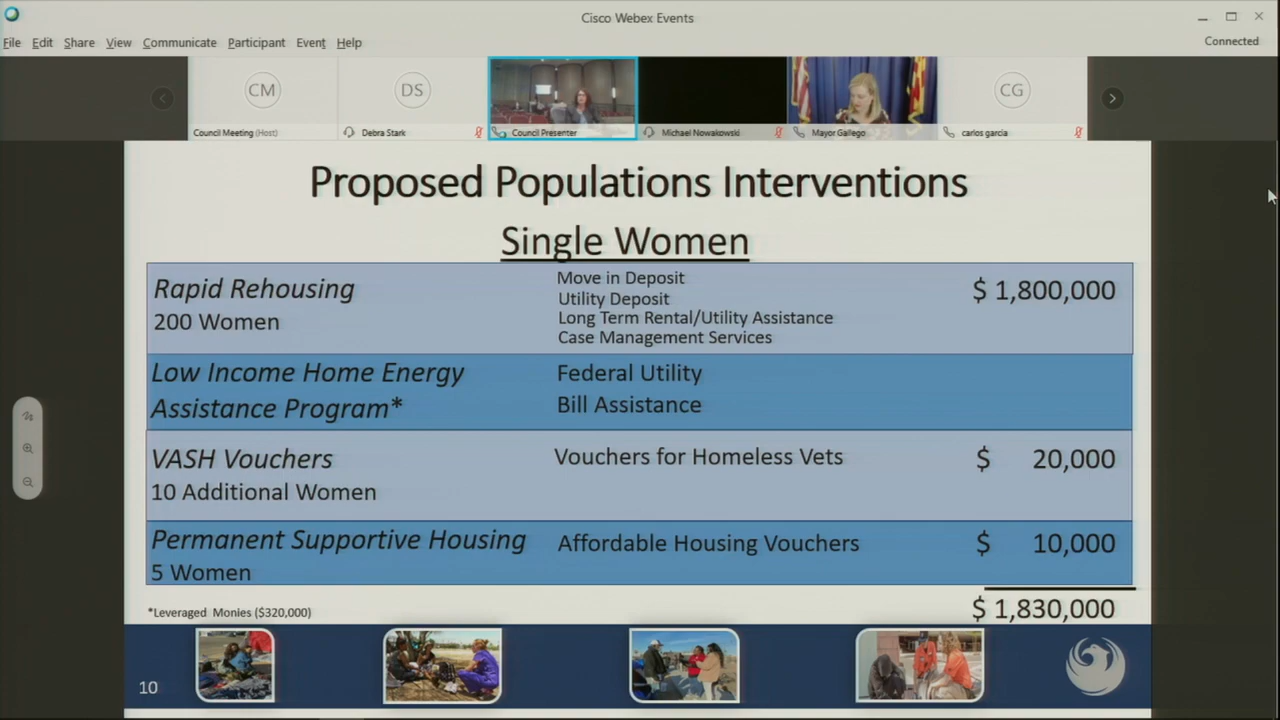 Cisco Webex Events
File Edit Share View Communicate Participant Event Help
Connected
CM
DS
CG
Council Meeting (Host)
Debra Stark
Council Presenter
Michael Nowakowski
Mayor Gallego
carlos garcia
Proposed Populations Interventions
Single Women
Rapid Rehousing
200 Women
Move in Deposit
Utility Deposit
Long Term Rental/Utility Assistance
Case Management Services
$ 1,800,000
Low Income Home Energy
Assistance Program*
Federal Utility
Bill Assistance
VASH Vouchers
10 Additional Women
Vouchers for Homeless Vets
$ 20,000
Permanent Supportive Housing
5 Women
Affordable Housing Vouchers
$ 10,000
*Leveraged Monies ($320,000)
$ 1,830,000
10